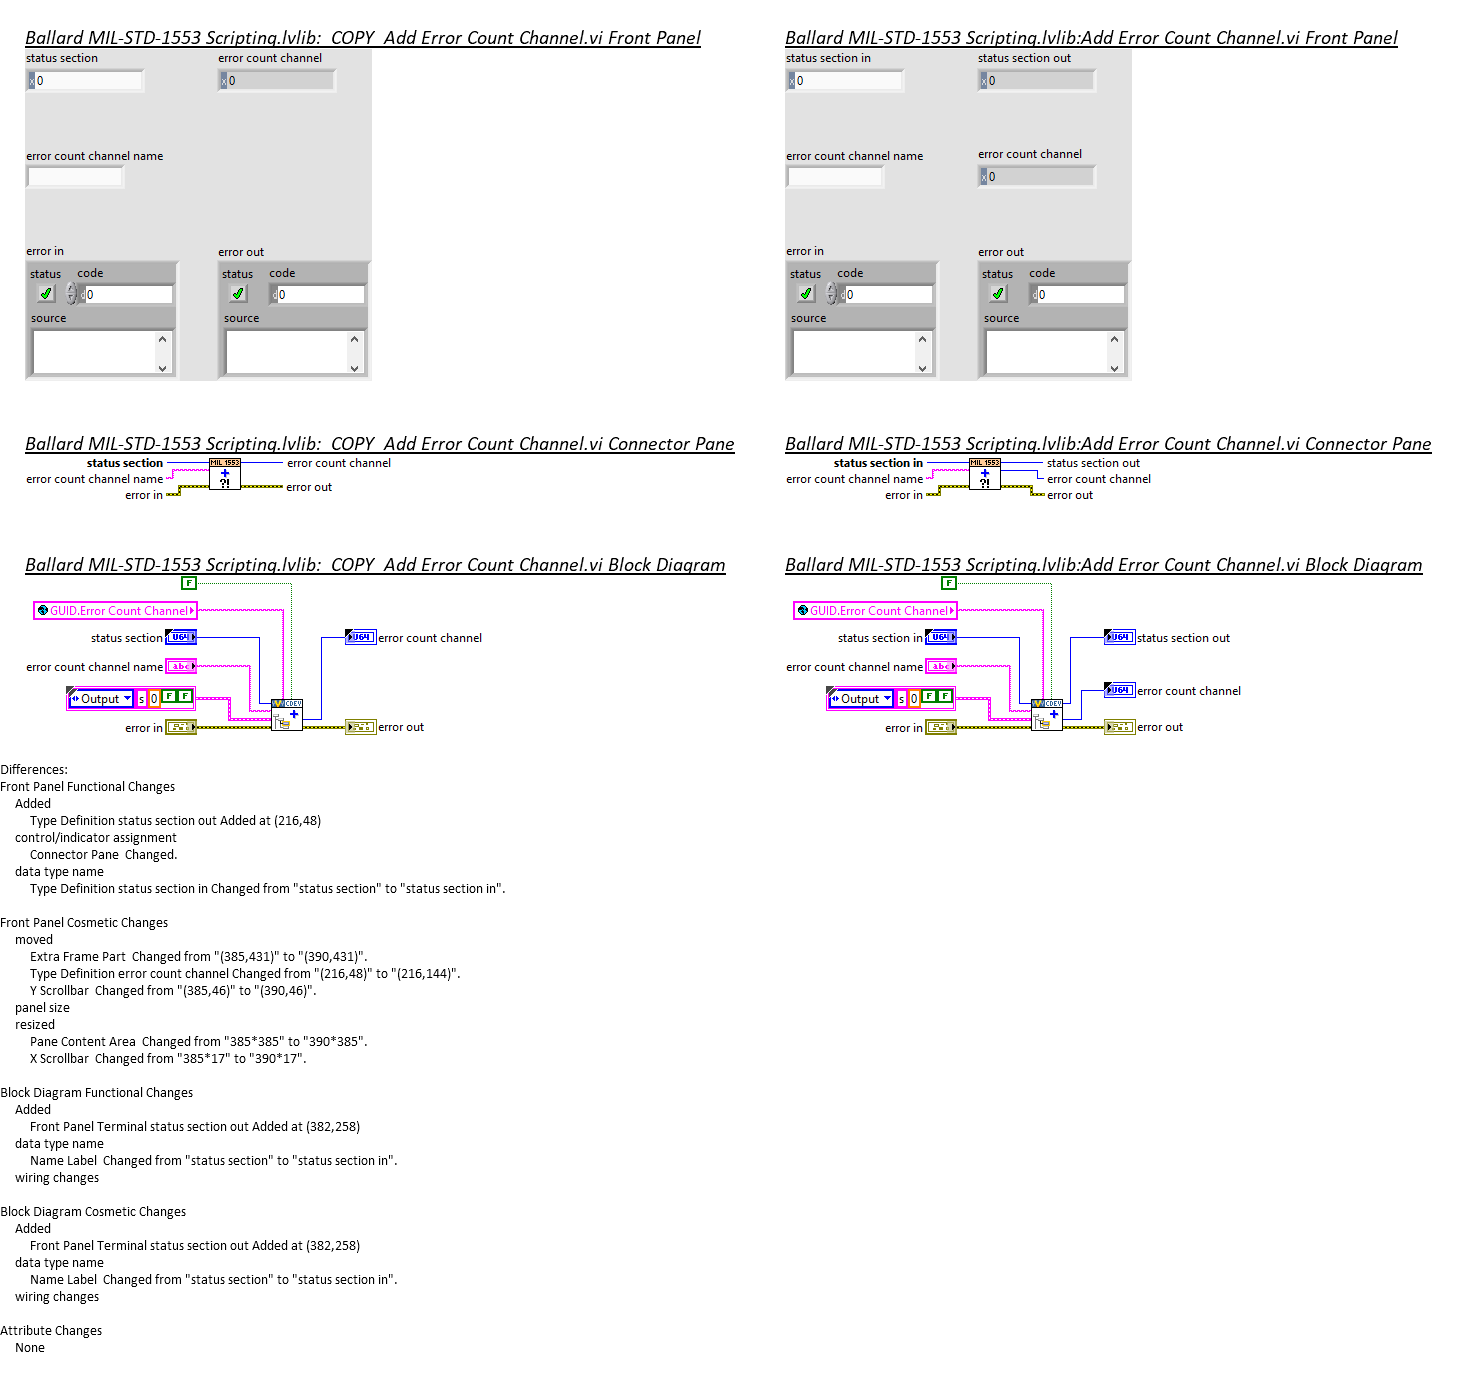 Ballard MIL-STD-1553 Scripting.lvlib:_COPY_Add Error Count Channel.vi Front Panel
status section
error count channel
x 0
x 0
error count channel name
error in
error out
status code
status code
d 0
d 0
source
source
Ballard MIL-STD-1553 Scripting.lvlib:Add Error Count Channel.vi Front Panel
status section in
status section out
x 0
x 0
error count channel name
error count channel
x 0
error in
error out
status code
status code
d 0
d 0
source
source
Ballard MIL-STD-1553 Scripting.lvlib:_COPY_Add Error Count Channel.vi Connector Pane
status section
error count channel name
error in
MIL 1553
+
?!
error count channel
error out
Ballard MIL-STD-1553 Scripting.lvlib:Add Error Count Channel.vi Connector Pane
status section in
error count channel name
error in
MIL 1553
+
?!
status section out
error count channel
error out
Ballard MIL-STD-1553 Scripting.lvlib:_COPY_Add Error Count Channel.vi Block Diagram
F
GUID.Error Count Channel
status section U64
U64 error count channel
error count channel name abc
Output s 0 F F
CDEV
error in
error out
Ballard MIL-STD-1553 Scripting.lvlib:Add Error Count Channel.vi Block Diagram
F
GUID.Error Count Channel
status section in U64
U64 status section out
error count channel name abc
U64 error count channel
Output s 0 F F
CDEV
error in
error out
Differences:
Front Panel Functional Changes
Added
Type Definition status section out Added at (216,48)
control/indicator assignment
Connector Pane  Changed.
data type name
Type Definition status section in Changed from "status section" to "status section in".
Front Panel Cosmetic Changes
moved
Extra Frame Part  Changed from "(385,431)" to "(390,431)".
Type Definition error count channel Changed from "(216,48)" to "(216,144)".
Y Scrollbar  Changed from "(385,46)" to "(390,46)".
panel size
resized
Pane Content Area  Changed from "385*385" to "390*385".
X Scrollbar  Changed from "385*17" to "390*17".
Block Diagram Functional Changes
Added
Front Panel Terminal status section out Added at (382,258)
data type name
Name Label  Changed from "status section" to "status section in".
wiring changes
Block Diagram Cosmetic Changes
Added
Front Panel Terminal status section out Added at (382,258)
data type name
Name Label  Changed from "status section" to "status section in".
wiring changes
Attribute Changes
None